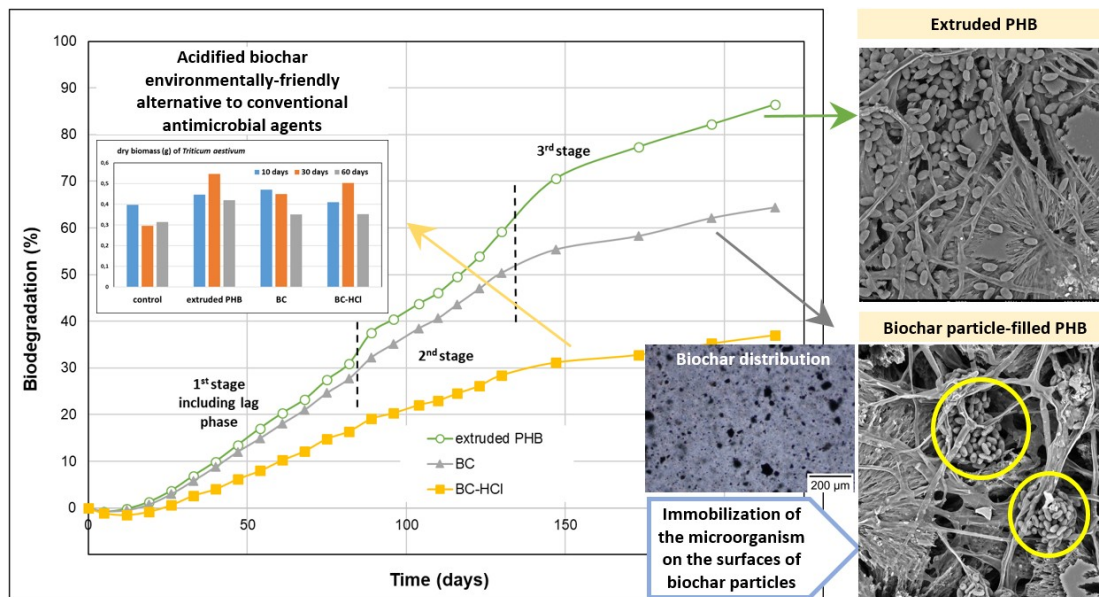 Extruded PHB
Acidified biochar
environmentally-friendly
alternative to conventional
antimicrobial agents
dry biomass (g) of Triticum aestivum
10 days
30 days
60 days
0,6
0,5
0,4
0,3
0,2
0,1
0
control
extruded PHB
BC
BC-HCl
100
90
80
70
60
50
40
30
20
10
0
Biodegradation (%)
3rd stage
2nd stage
1st stage
including lag
phase
extruded PHB
BC
BC-HCl
0
50
100
150
Time (days)
Biochar distribution
200 µm
Immobilization of
the microorganism
on the surfaces of
biochar particles
Biochar particle-filled PHB